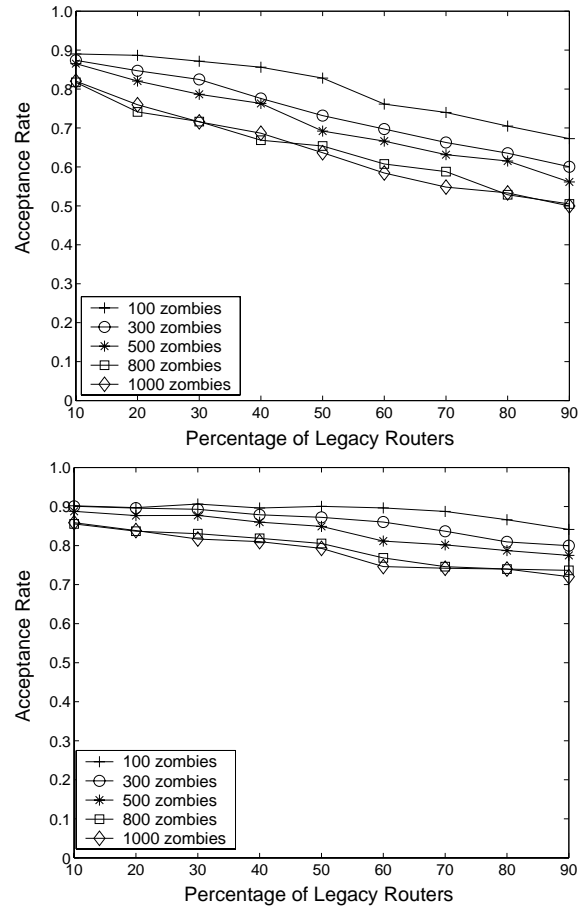 1.0
0.9
0.8
0.7
0.6
0.5
0.4
0.3
0.2
0.1
0
Acceptance Rate
100 zombies
300 zombies
500 zombies
800 zombies
1000 zombies
10 20 30 40 50 60 70 80 90
Percentage of Legacy Routers
1.0
0.9
0.8
0.7
0.6
0.5
0.4
0.3
0.2
0.1
0
Acceptance Rate
100 zombies
300 zombies
500 zombies
800 zombies
1000 zombies
10 20 30 40 50 60 70 80 90
Percentage of Legacy Routers